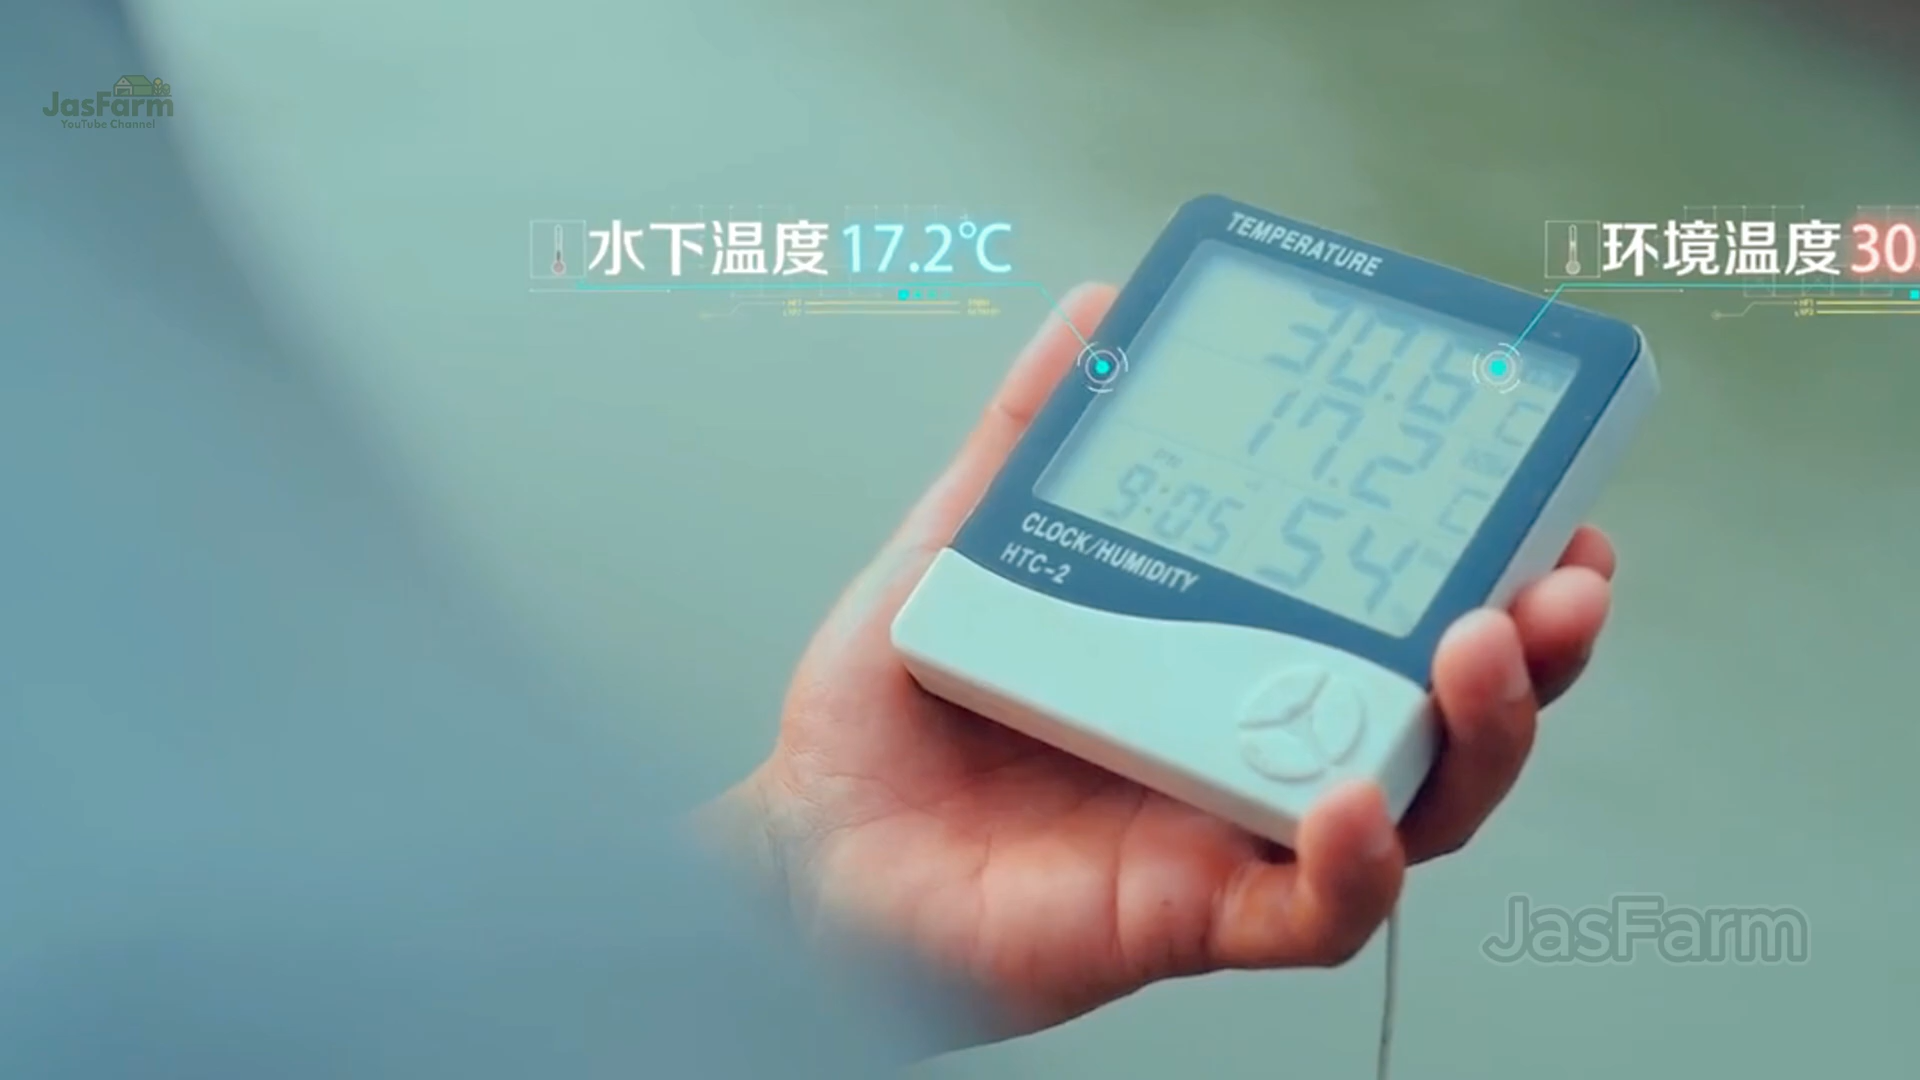 JasFarm
YouTube Channel
水下温度 17.2℃
环境温度 30.
TEMPERATURE
30.6
C
17.2
C
9:05
54
CLOCK/HUMIDITY
HTC-2
JasFarm